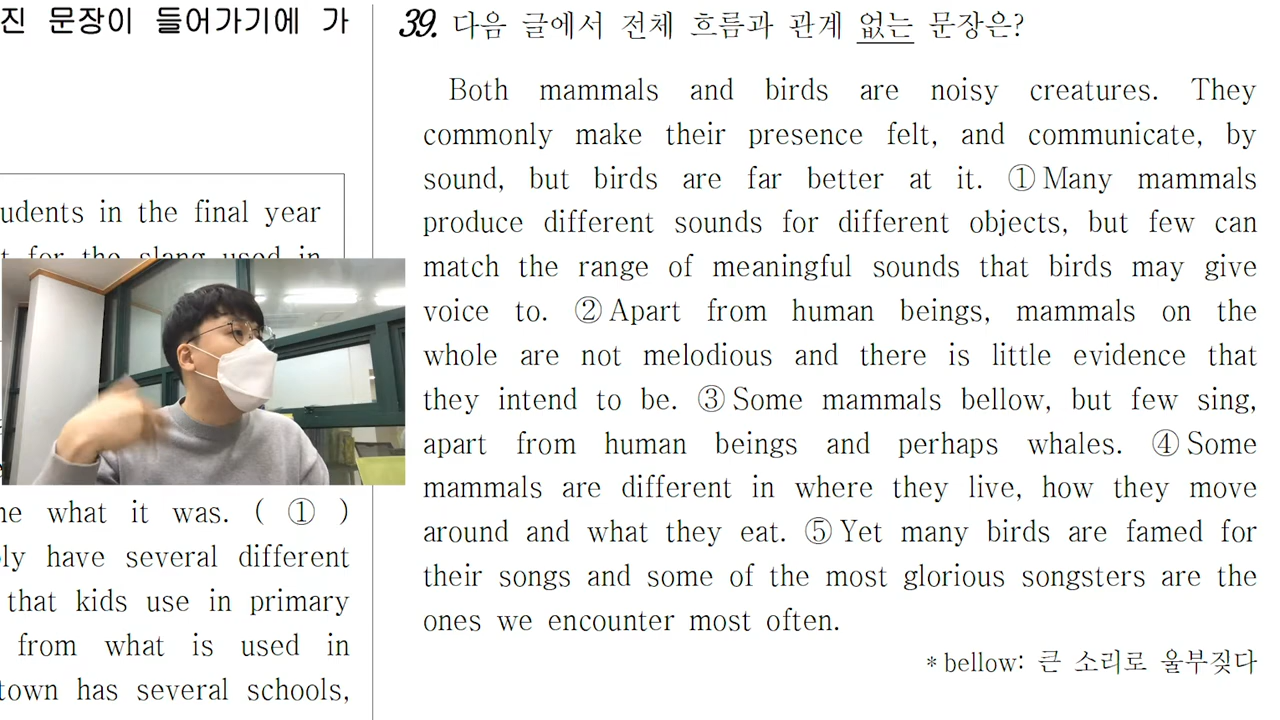 진 문장이 들어가기에 가
udents in the final year
t for the slang used in
ne what it was. ( ① )
ly have several different
that kids use in primary
from what is used in
town has several schools,
39. 다음 글에서 전체 흐름과 관계 없는 문장은?
Both mammals and birds are noisy creatures. They
commonly make their presence felt, and communicate, by
sound, but birds are far better at it. ① Many mammals
produce different sounds for different objects, but few can
match the range of meaningful sounds that birds may give
voice to. ② Apart from human beings, mammals on the
whole are not melodious and there is little evidence that
they intend to be. ③ Some mammals bellow, but few sing,
apart from human beings and perhaps whales. ④ Some
mammals are different in where they live, how they move
around and what they eat. ⑤ Yet many birds are famed for
their songs and some of the most glorious songsters are the
ones we encounter most often.
* bellow: 큰 소리로 울부짖다